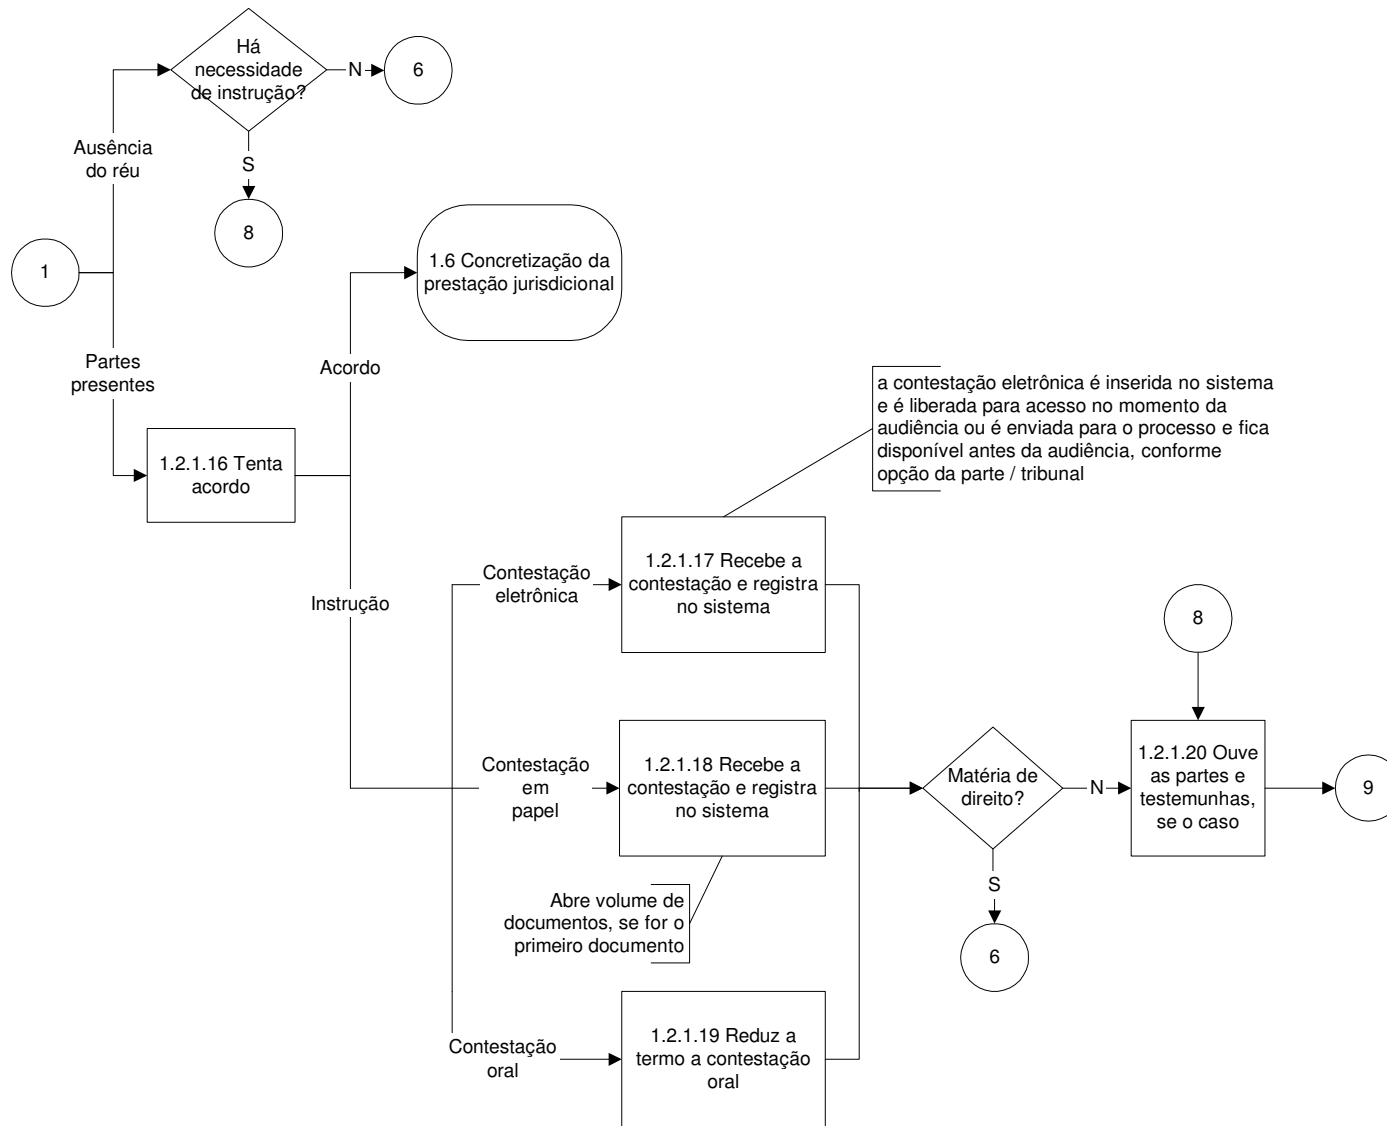 Há
necessidade
de instrução?
N
6
Ausência
do réu
S
8
1
1.6 Concretização da
prestação jurisdicional
Partes
presentes
Acordo
a contestação eletrônica é inserida no sistema
e é liberada para acesso no momento da
audiência ou é enviada para o processo e fica
disponível antes da audiência, conforme
opção da parte / tribunal
1.2.1.16 Tenta
acordo
Instrução
Contestação
eletrônica
1.2.1.17 Recebe a
contestação e registra
no sistema
8
Contestação
em
papel
1.2.1.18 Recebe a
contestação e registra
no sistema
Matéria de
direito?
N
1.2.1.20 Ouve
as partes e
testemunhas,
se o caso
9
S
6
Abre volume de
documentos, se for o
primeiro documento
Contestação
oral
1.2.1.19 Reduz a
termo a contestação
oral